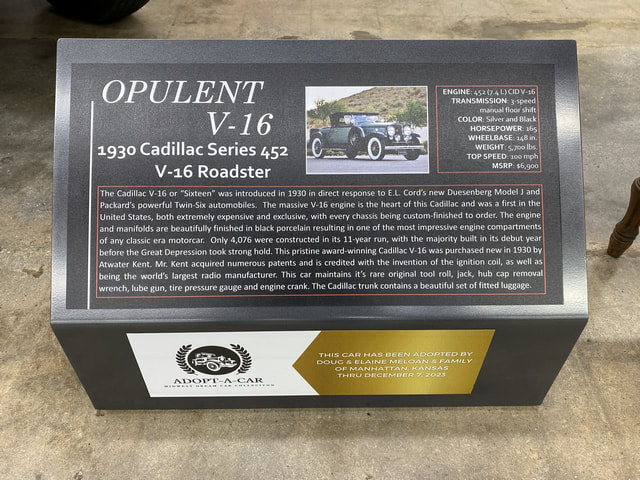 OPULENT
V-16
1930 Cadillac Series 452
V-16 Roadster
ENGINE: 452 (7.4 L) CID V-16
TRANSMISSION: 3-speed
manual floor shift
COLOR: Silver and Black
HORSEPOWER: 165
WHEELBASE: 148 in.
WEIGHT: 5,700 lbs.
TOP SPEED: 100 mph
MSRP: $6,900
The Cadillac V-16 or "Sixteen" was introduced in 1930 in direct response to E.L. Cord's new Duesenberg Model J and
Packard's powerful Twin-Six automobiles. The massive V-16 engine is the heart of this Cadillac and was a first in the
United States, both extremely expensive and exclusive, with every chassis being custom-finished to order. The engine
and manifolds are beautifully finished in black porcelain resulting in one of the most impressive engine compartments
of any classic era motorcar. Only 4,076 were constructed in its 11-year run, with the majority built in its debut year
before the Great Depression took strong hold. This pristine award-winning Cadillac V-16 was purchased new in 1930 by
Atwater Kent. Mr. Kent acquired numerous patents and is credited with the invention of the ignition coil, as well as
being the world's largest radio manufacturer. This car maintains it's rare original tool roll, jack, hub cap removal
wrench, lube gun, tire pressure gauge and engine crank. The Cadillac trunk contains a beautiful set of fitted luggage.
ADOPT-A-CAR
MIDWEST DREAM CAR COLLECTION
THIS CAR HAS BEEN ADOPTED BY
DOUG & ELAINE MELOAN & FAMILY
OF MANHATTAN, KANSAS
THRU DECEMBER 7, 2023